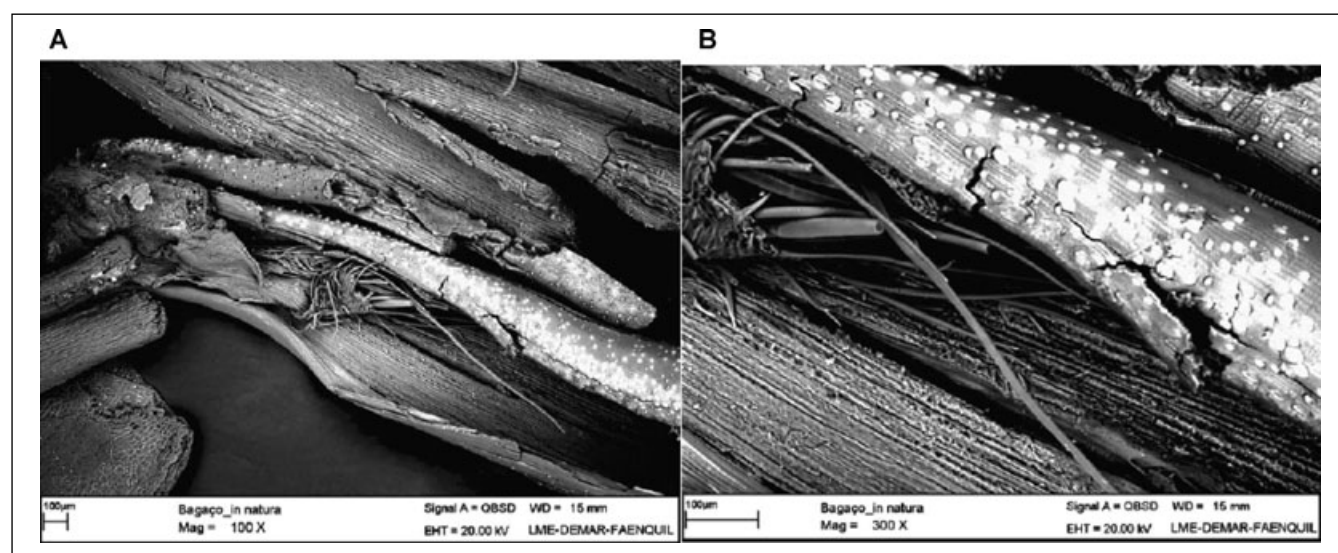 A
B
100µm
Bagaço_in natura
Mag = 100 X
Signal A = QBSD WD = 15 mm
EHT = 20.00 kV LME-DEMAR-FAENQUIL
100µm
Bagaço_in natura
Mag = 300 X
Signal A = QBSD WD = 15 mm
EHT = 20.00 kV LME-DEMAR-FAENQUIL